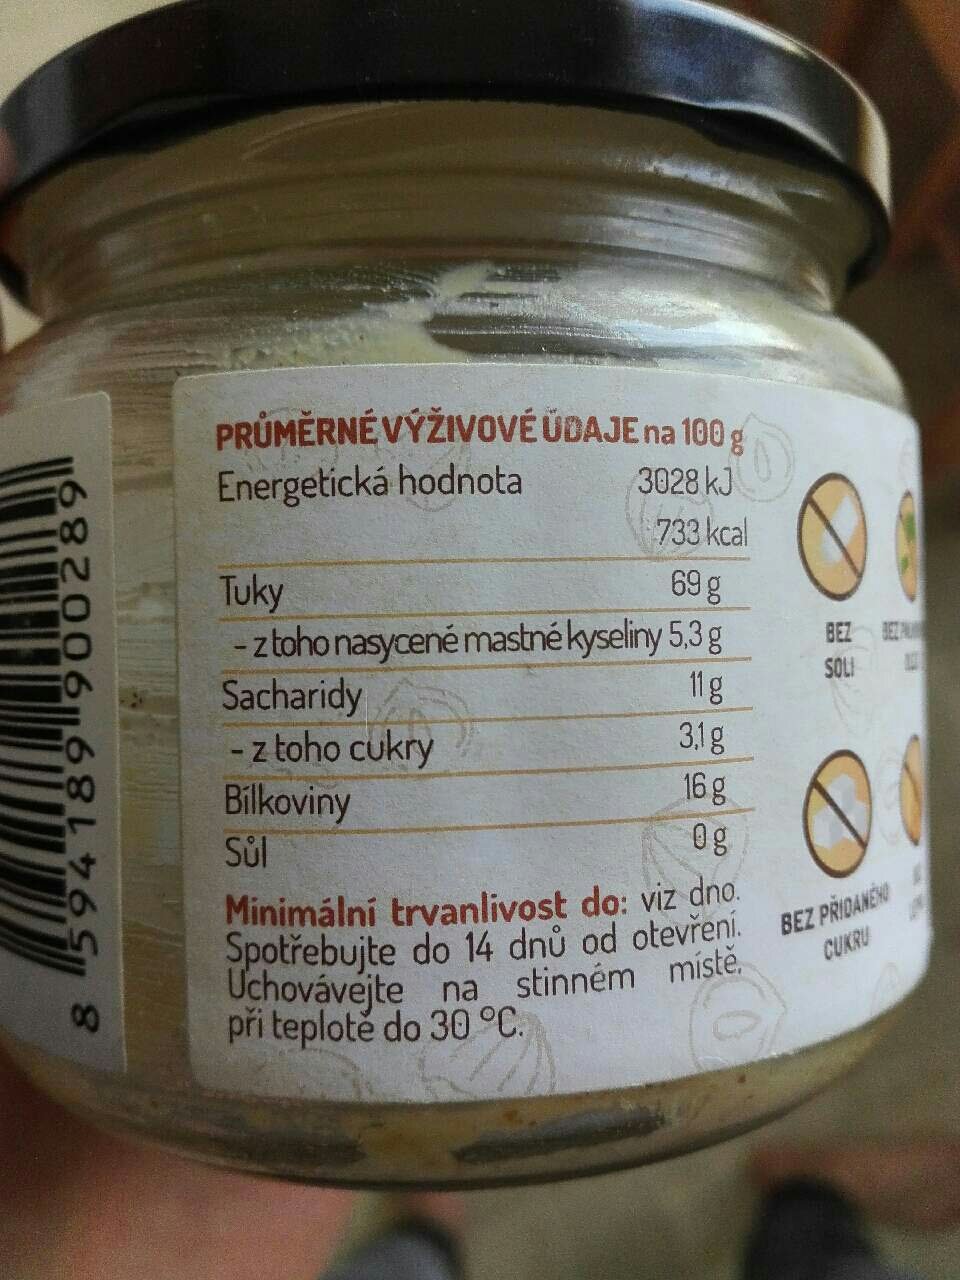 PRŮMĚRNÉ VÝŽIVOVÉ ÚDAJE na 100 g
Energetická hodnota 3028 kJ
733 kcal
Tuky 69 g
- z toho nasycené mastné kyseliny 5,3 g
Sacharidy 11 g
- z toho cukry 3,1 g
Bílkoviny 16 g
Sůl 0 g
Minimální trvanlivost do: viz dno.
Spotřebujte do 14 dnů od otevření.
Uchovávejte na stinném místě,
při teplotě do 30 °C.
BEZ
SOLI
BEZ
BEZ PŘIDANÉHO
CUKRU
8 594189 900289